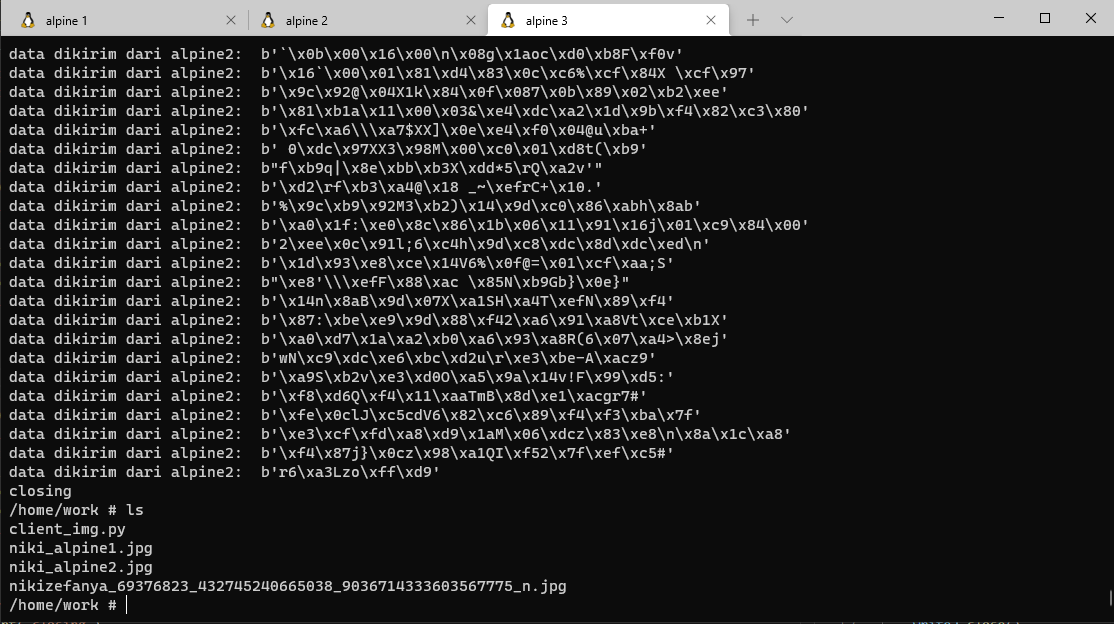 alpine 1
alpine 2
alpine 3
data dikirim dari alpine2:  b'`\x0b\x00\x16\x00\n\x08g\x1aoc\xd0\xb8F\xf0v'
data dikirim dari alpine2:  b'\x16`\x00\x01\x81\xd4\x83\x0c\xc6%\xcf\x84X \xcf\x97'
data dikirim dari alpine2:  b'\x9c\x92@\x04X1k\x84\x0f\x087\x0b\x89\x02\xb2\xee'
data dikirim dari alpine2:  b'\x81\xb1a\x11\x00\x03&\xe4\xdc\xa2\x1d\x9b\xf4\x82\xc3\x80'
data dikirim dari alpine2:  b'\xfc\xa6\\\xa7$XX]\x0e\xe4\xf0\x04@u\xba+'
data dikirim dari alpine2:  b' 0\xdc\x97XX3\x98M\x00\xc0\x01\xd8t(\xb9'
data dikirim dari alpine2:  b"f\xb9q|\x8e\xbb\xb3X\xdd*5\rQ\xa2v'"
data dikirim dari alpine2:  b'\xd2\rf\xb3\xa4@\x18 _~\xefrC+\x10.'
data dikirim dari alpine2:  b'%\x9c\xb9\x92M3\xb2)\x14\x9d\xc0\x86\xabh\x8ab'
data dikirim dari alpine2:  b'\xa0\x1f:\xe0\x8c\x86\x1b\x06\x11\x91\x16j\x01\xc9\x84\x00'
data dikirim dari alpine2:  b'2\xee\x0c\x91l;6\xc4h\x9d\xc8\xdc\x8d\xdc\xed\n'
data dikirim dari alpine2:  b'\x1d\x93\xe8\xce\x14V6%\x0f@=\x01\xcf\xaa;S'
data dikirim dari alpine2:  b"\xe8'\\\xefF\x88\xac \x85N\xb9Gb}\x0e}"
data dikirim dari alpine2:  b'\x14n\x8aB\x9d\x07X\xa1SH\xa4T\xefN\x89\xf4'
data dikirim dari alpine2:  b'\x87:\xbe\xe9\x9d\x88\xf42\xa6\x91\xa8Vt\xce\xb1X'
data dikirim dari alpine2:  b'\xa0\xd7\x1a\xa2\xb0\xa6\x93\xa8R(6\x07\xa4>\x8ej'
data dikirim dari alpine2:  b'wN\xc9\xdc\xe6\xbc\xd2u\r\xe3\xbe-A\xacz9'
data dikirim dari alpine2:  b'\xa9S\xb2v\xe3\xd0O\xa5\x9a\x14v!F\x99\xd5:'
data dikirim dari alpine2:  b'\xf8\xd6Q\xf4\x11\xaaTmB\x8d\xe1\xacgr7#'
data dikirim dari alpine2:  b'\xfe\x0clJ\xc5cdV6\x82\xc6\x89\xf4\xf3\xba\x7f'
data dikirim dari alpine2:  b'\xe3\xcf\xfd\xa8\xd9\x1aM\x06\xdcz\x83\xe8\n\x8a\x1c\xa8'
data dikirim dari alpine2:  b'\xf4\x87j}\x0cz\x98\xa1QI\xf52\x7f\xef\xc5#'
data dikirim dari alpine2:  b'r6\xa3Lzo\xff\xd9'
closing
/home/work # ls
client_img.py
niki_alpine1.jpg
niki_alpine2.jpg
nikizefanya_69376823_432745240665038_9036714333603567775_n.jpg
/home/work #